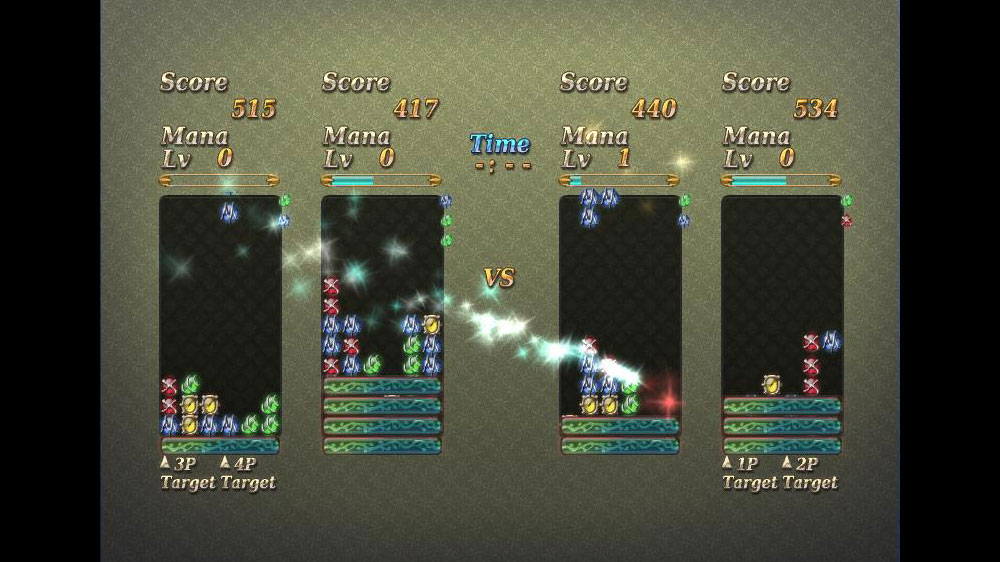 Score Score Score Score
515 417 440 534
Mana Mana Time Mana Mana
Lv 0 Lv 0 -:-- Lv 1 Lv 0
VS
3P 4P 1P 2P
Target Target Target Target